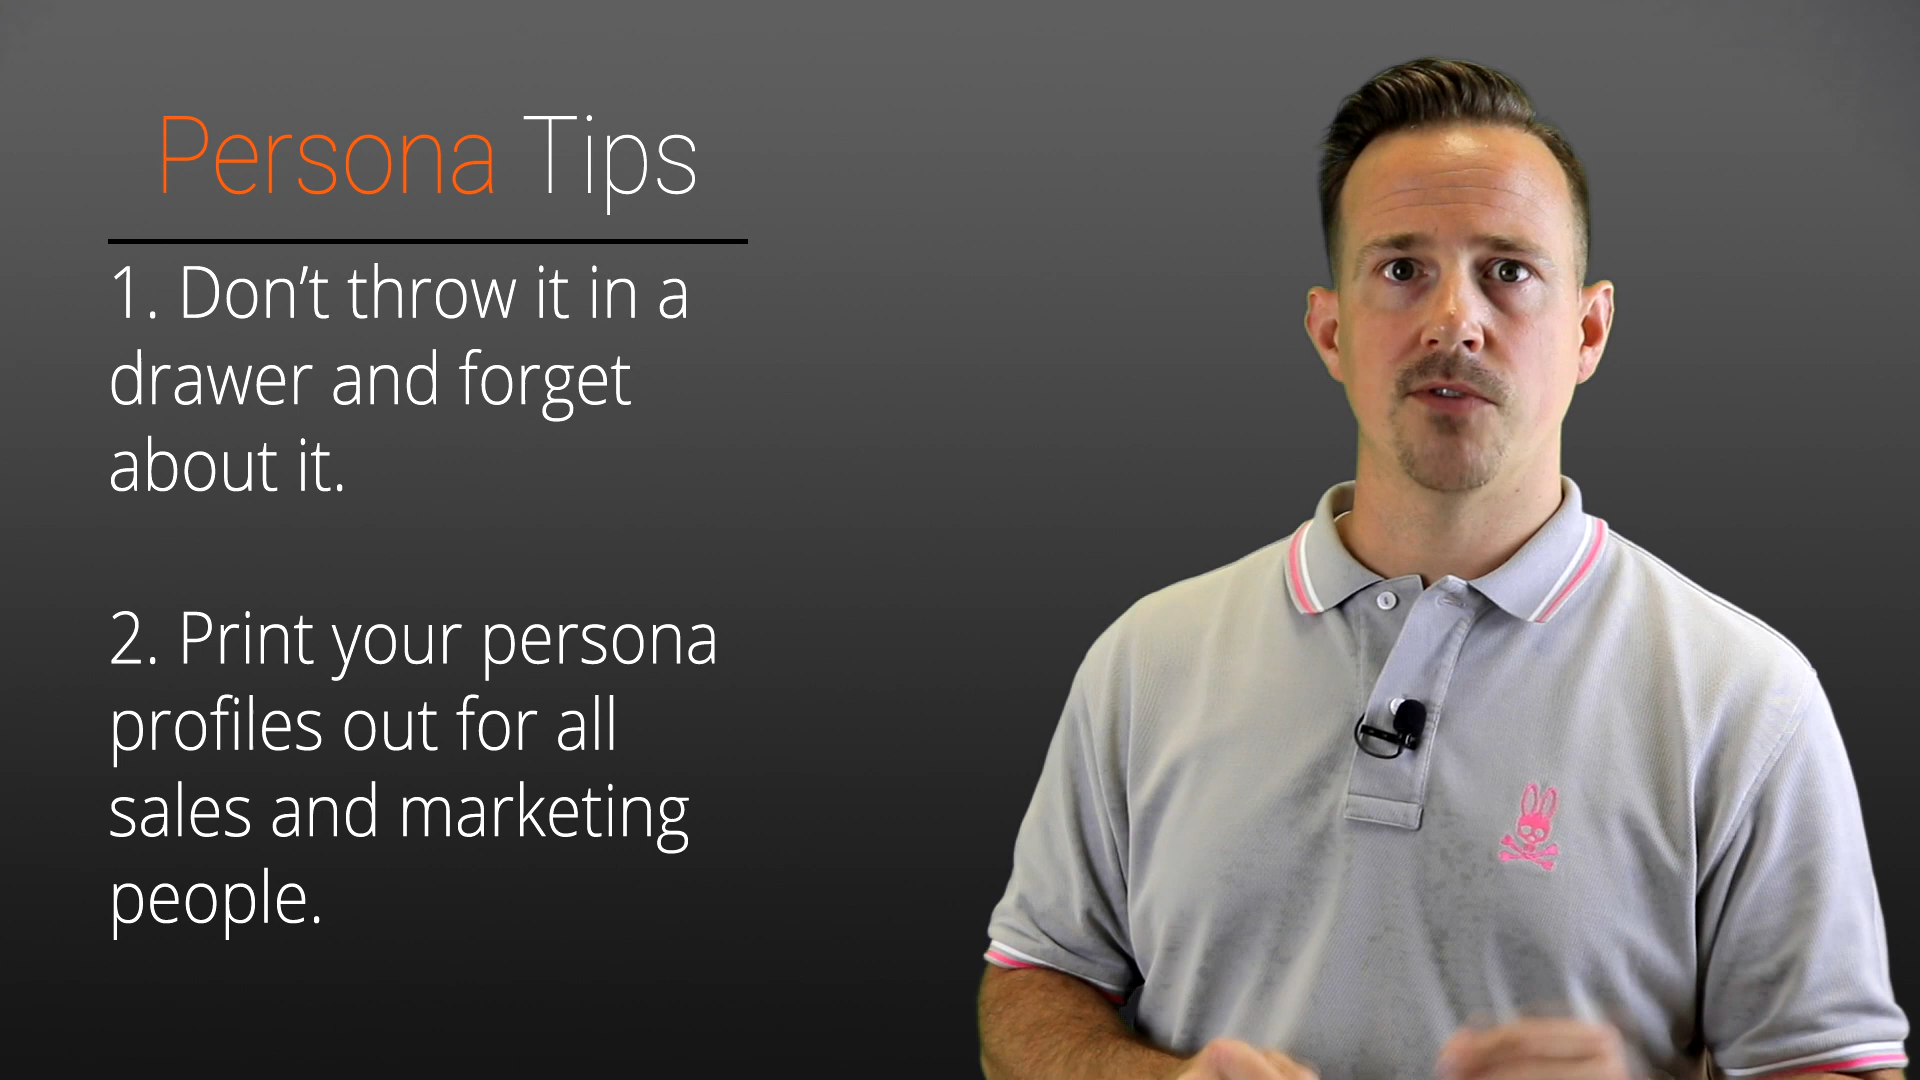 Persona Tips
1. Don’t throw it in a
drawer and forget
about it.
2. Print your persona
profiles out for all
sales and marketing
people.